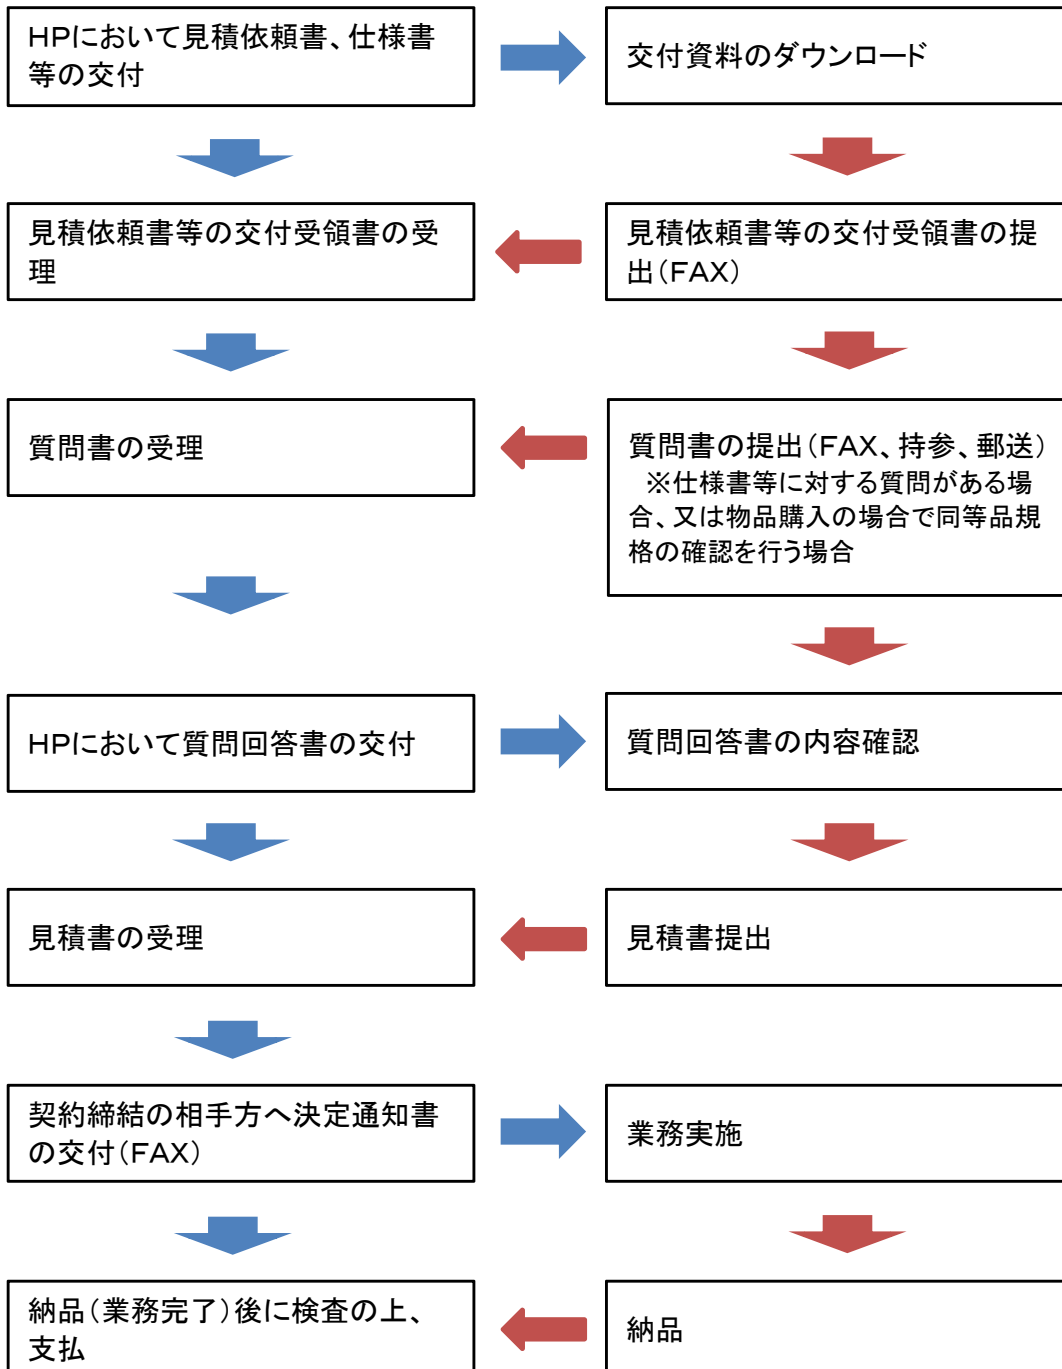 HPにおいて見積依頼書、仕様書
等の交付
交付資料のダウンロード
見積依頼書等の交付受領書の受
理
見積依頼書等の交付受領書の提
出(FAX)
質問書の受理
質問書の提出(FAX、持参、郵送)
※仕様書等に対する質問がある場
合、又は物品購入の場合で同等品規
格の確認を行う場合
HPにおいて質問回答書の交付
質問回答書の内容確認
見積書の受理
見積書提出
契約締結の相手方へ決定通知書
の交付(FAX)
業務実施
納品(業務完了)後に検査の上、
支払
納品